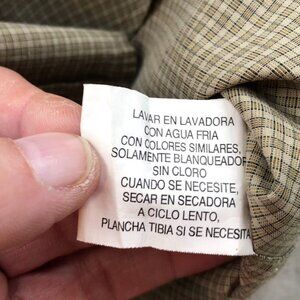 LAVAR EN LAVADORA
CON AGUA FRIA
CON COLORES SIMILARES,
SOLAMENTE BLANQUEADOR
SIN CLORO
CUANDO SE NECESITE,
SECAR EN SECADORA
A CICLO LENTO,
PLANCHA TIBIA SI SE NECESITA